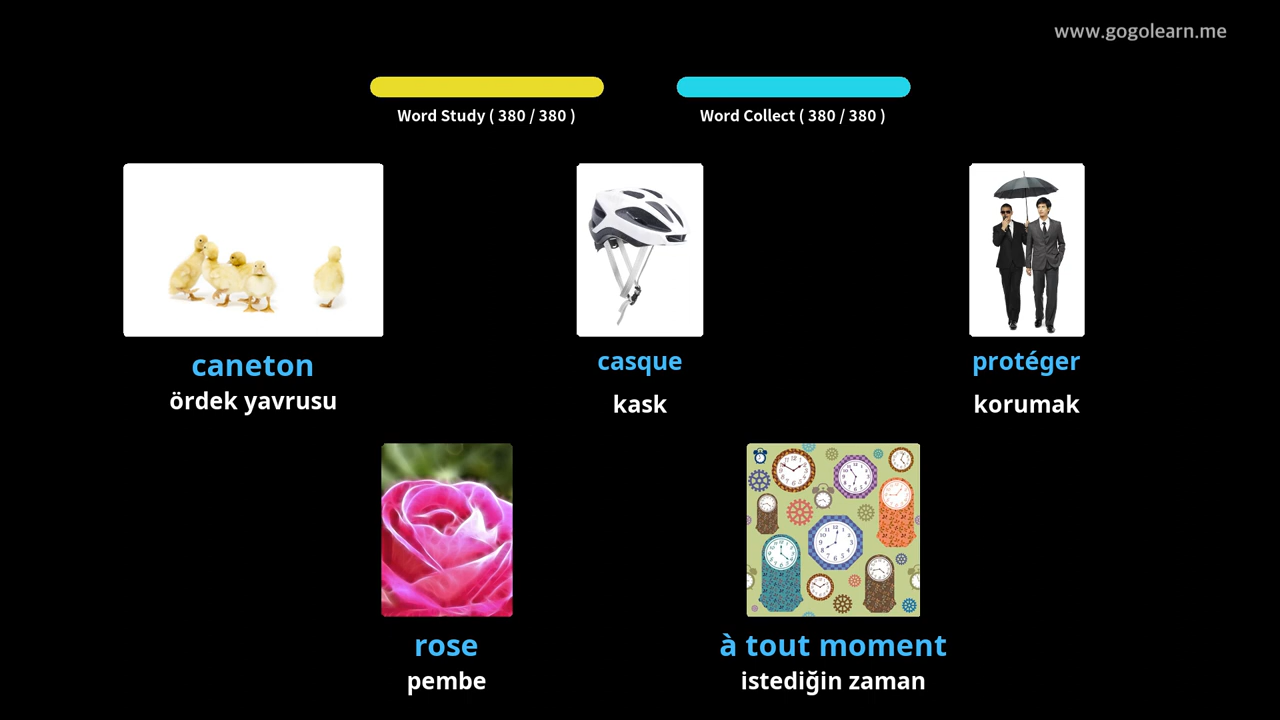 www.gogolearn.me
Word Study ( 380 / 380 )
Word Collect ( 380 / 380 )
caneton
ördek yavrusu
casque
kask
protéger
korumak
rose
pembe
à tout moment
istediğin zaman